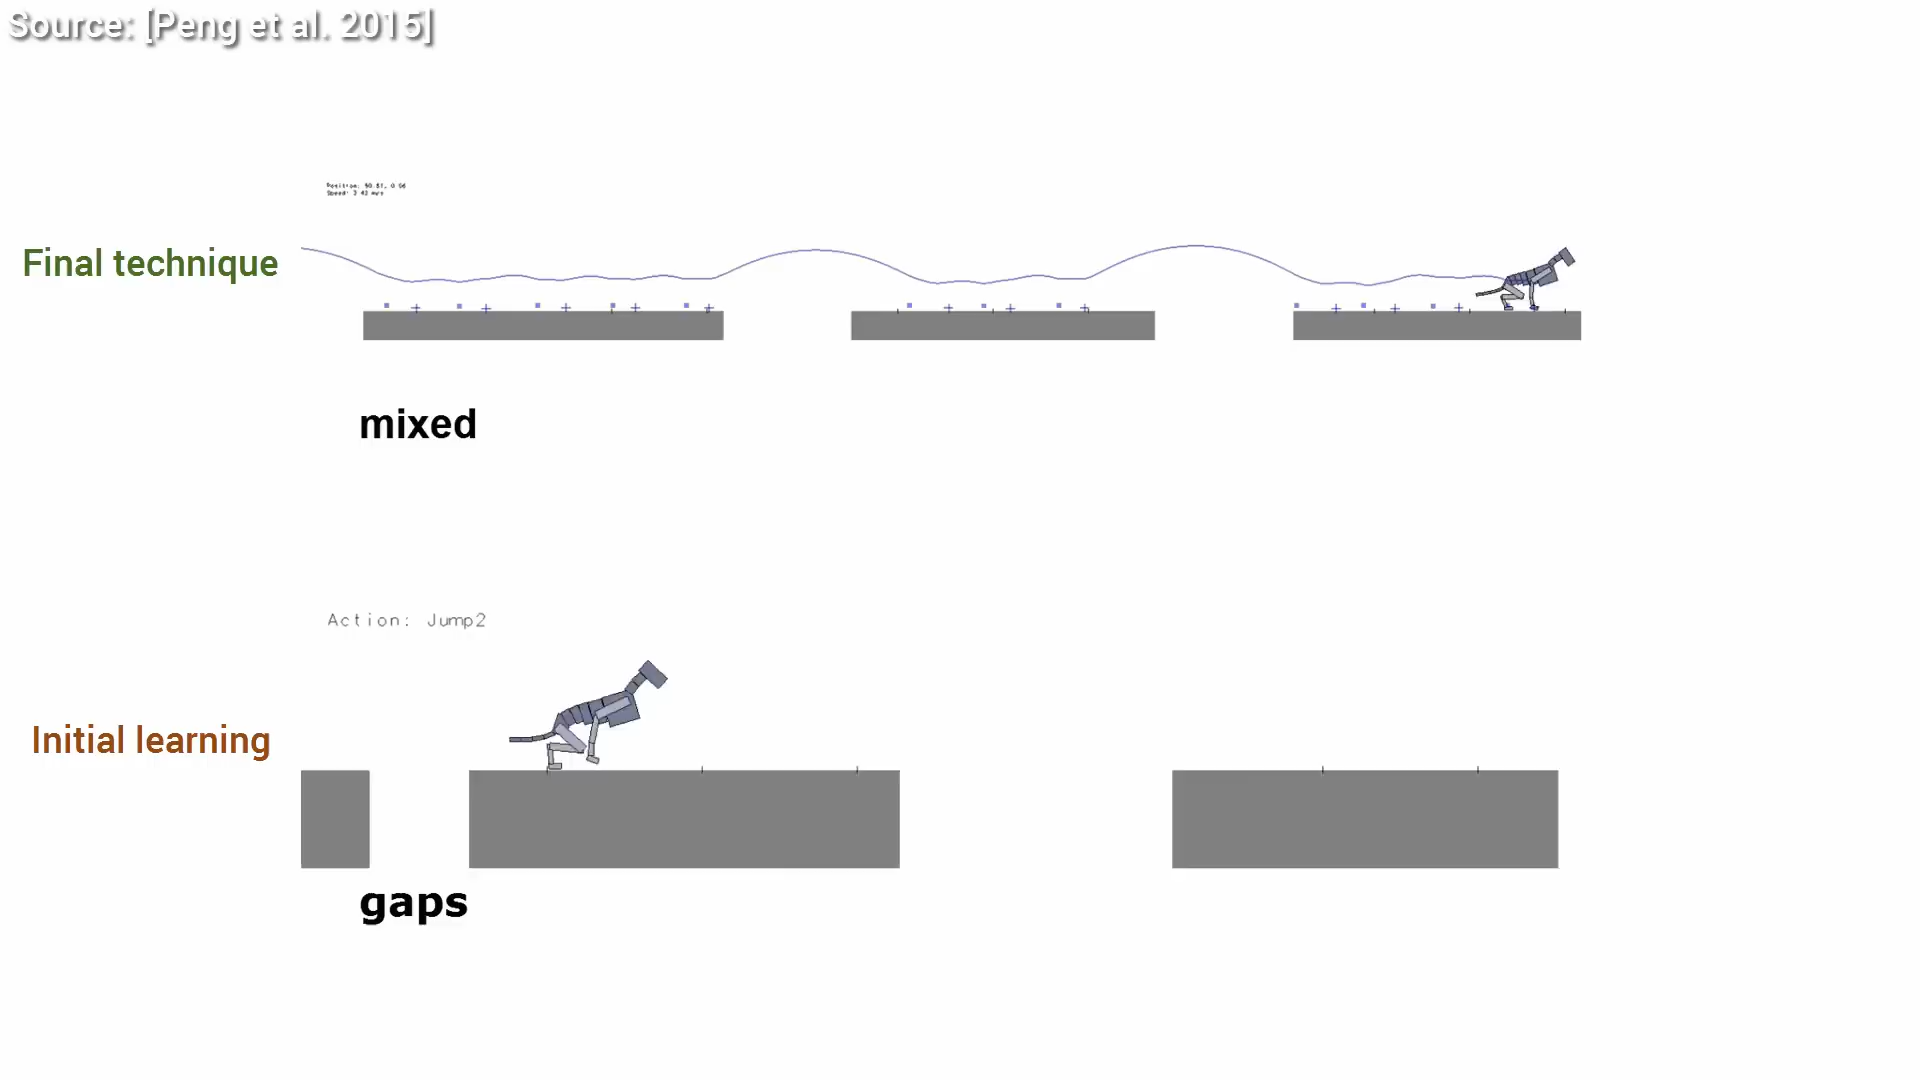 Source: [Peng et al. 2015]
Final technique
mixed
Action: Jump2
Initial learning
gaps